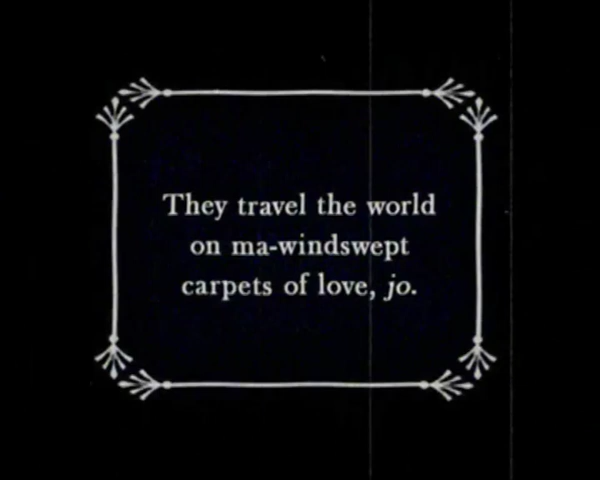 They travel the world
on ma-windswept
carpets of love, jo.